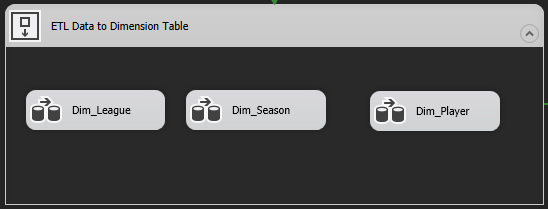 ETL Data to Dimension Table
Dim_League
Dim_Season
Dim_Player